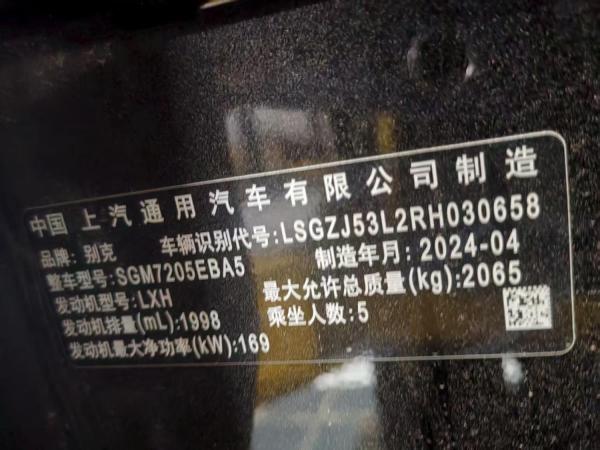 中国 上汽通用汽车有限公司制造
品牌: 别克 车辆识别代号:LSGZJ53L2RH030658
整车型号:SGM7205EBA5 制造年月: 2024-04
发动机型号:LXH 最大允许总质量(kg):2065
发动机排量(mL):1998 乘坐人数:5
发动机最大净功率(kW):169